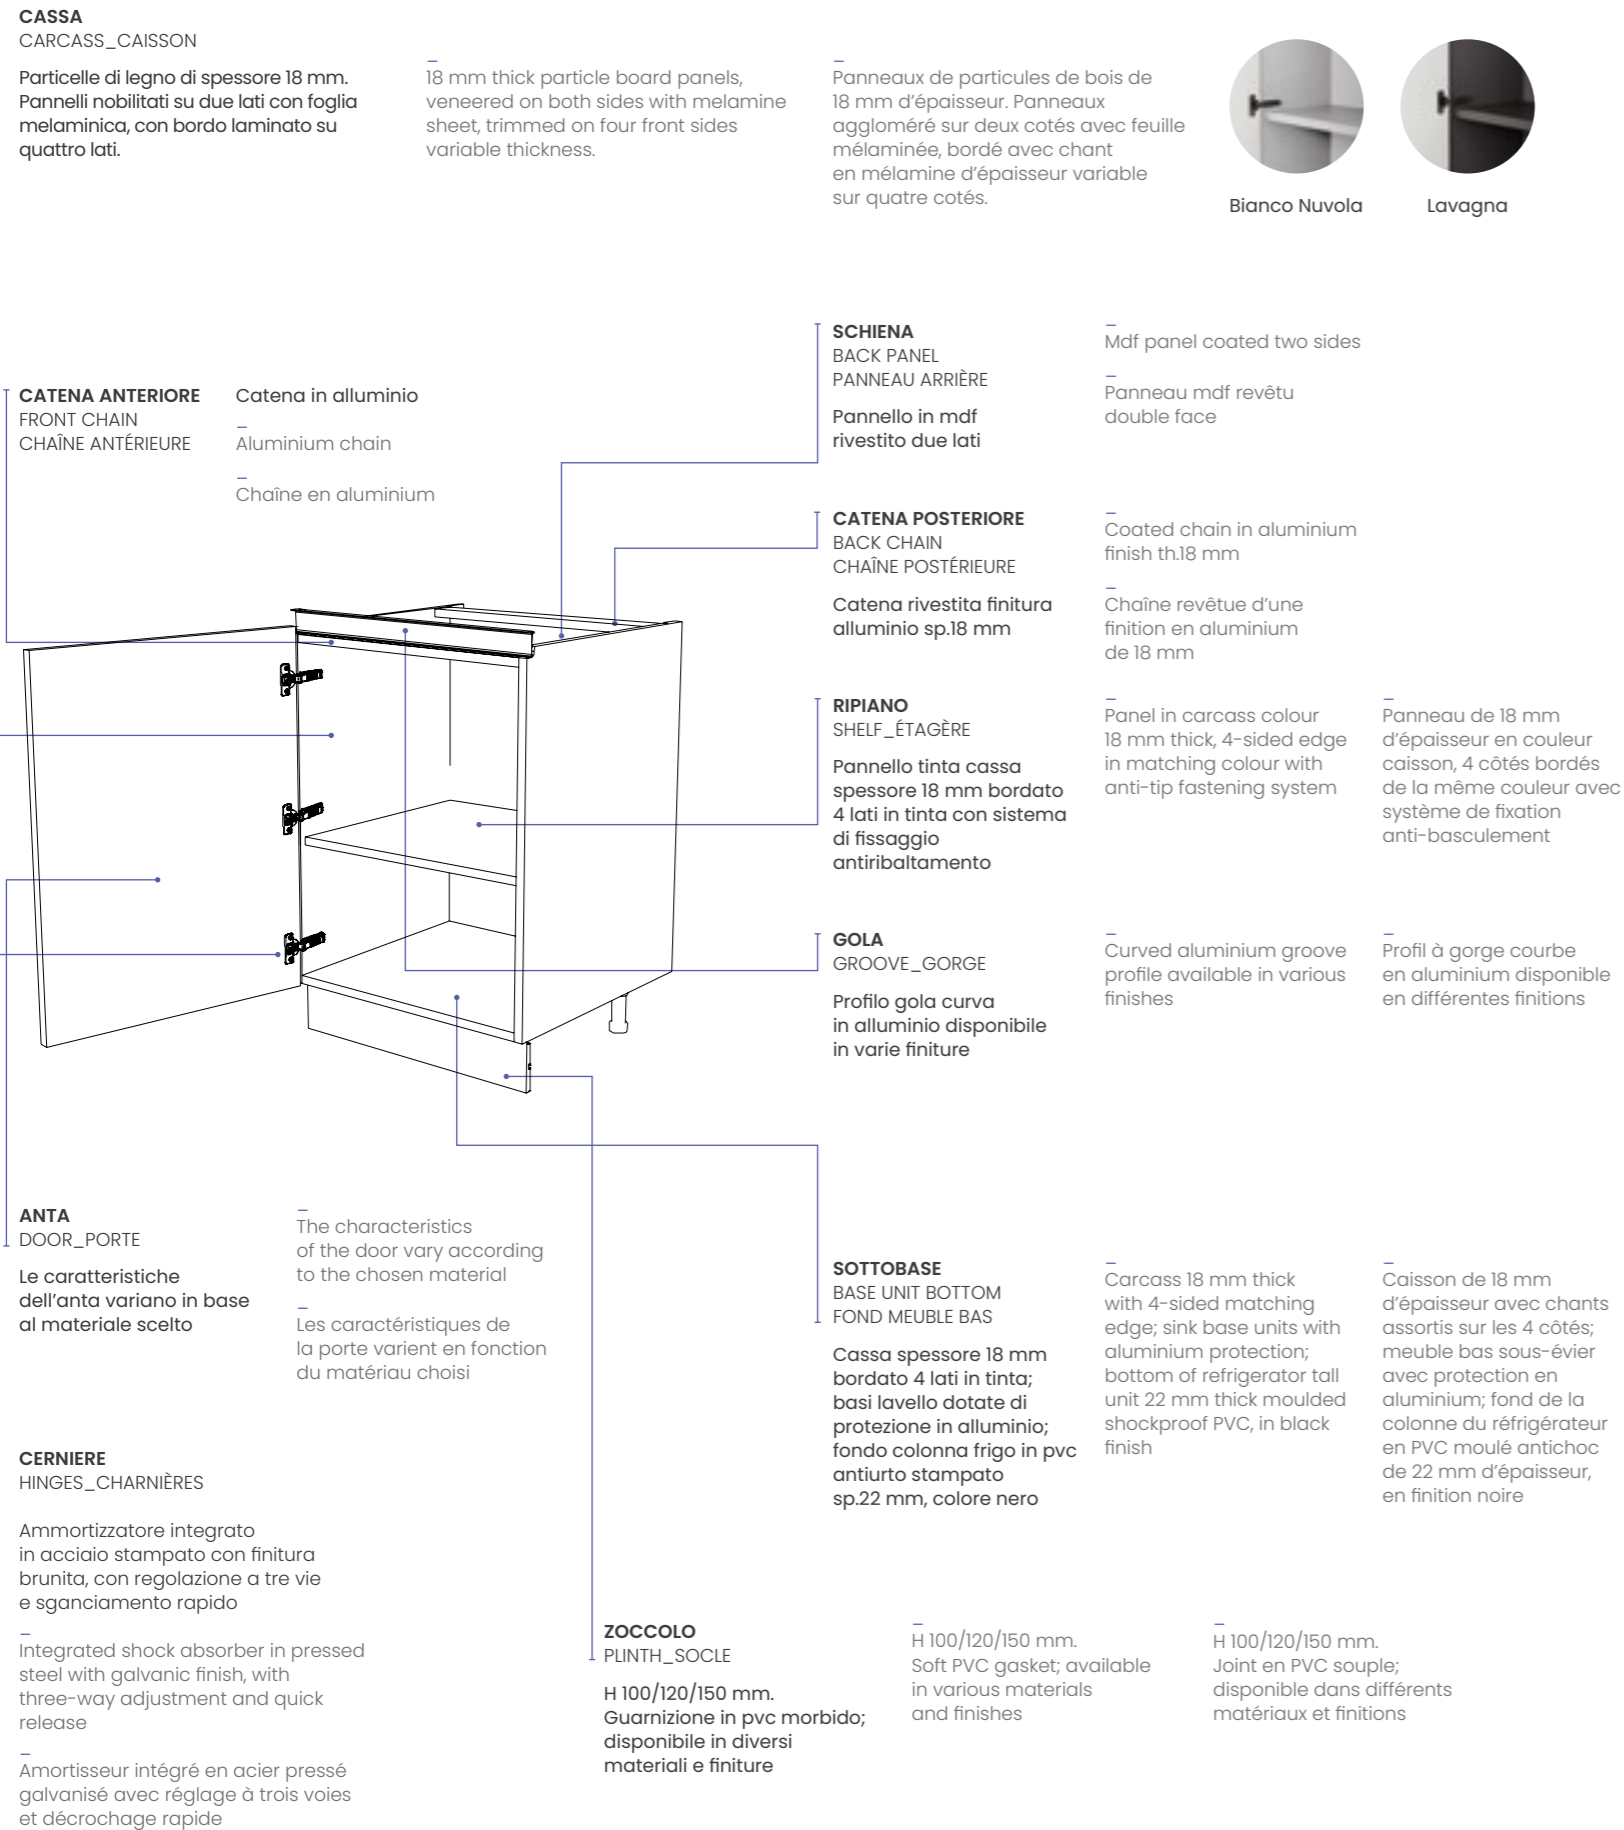 CASSA
CARCASS_CAISSON
Particelle di legno di spessore 18 mm.
Pannelli nobilitati su due lati con foglia
melaminica, con bordo laminato su
quattro lati.
–
18 mm thick particle board panels,
veneered on both sides with melamine
sheet, trimmed on four front sides
variable thickness.
–
Panneaux de particules de bois de
18 mm d’épaisseur. Panneaux
aggloméré sur deux cotés avec feuille
mélaminée, bordé avec chant
en mélamine d’épaisseur variable
sur quatre cotés.
Bianco Nuvola
Lavagna
CATENA ANTERIORE
FRONT CHAIN
CHAÎNE ANTÉRIEURE
Catena in alluminio
–
Aluminium chain
–
Chaîne en aluminium
SCHIENA
BACK PANEL
PANNEAU ARRIÈRE
Pannello in mdf
rivestito due lati
–
Mdf panel coated two sides
–
Panneau mdf revêtu
double face
CATENA POSTERIORE
BACK CHAIN
CHAÎNE POSTÉRIEURE
Catena rivestita finitura
alluminio sp.18 mm
–
Coated chain in aluminium
finish th.18 mm
–
Chaîne revêtue d’une
finition en aluminium
de 18 mm
RIPIANO
SHELF_ÉTAGÈRE
Pannello tinta cassa
spessore 18 mm bordato
4 lati in tinta con sistema
di fissaggio
antiribaltamento
–
Panel in carcass colour
18 mm thick, 4-sided edge
in matching colour with
anti-tip fastening system
–
Panneau de 18 mm
d’épaisseur en couleur
caisson, 4 côtés bordés
de la même couleur avec
système de fixation
anti-basculement
GOLA
GROOVE_GORGE
Profilo gola curva
in alluminio disponibile
in varie finiture
–
Curved aluminium groove
profile available in various
finishes
–
Profil à gorge courbe
en aluminium disponible
en différentes finitions
ANTA
DOOR_PORTE
Le caratteristiche
dell’anta variano in base
al materiale scelto
–
The characteristics
of the door vary according
to the chosen material
–
Les caractéristiques de
la porte varient en fonction
du matériau choisi
SOTTOBASE
BASE UNIT BOTTOM
FOND MEUBLE BAS
Cassa spessore 18 mm
bordato 4 lati in tinta;
basi lavello dotate di
protezione in alluminio;
fondo colonna frigo in pvc
antiurto stampato
sp.22 mm, colore nero
–
Carcass 18 mm thick
with 4-sided matching
edge; sink base units with
aluminium protection;
bottom of refrigerator tall
unit 22 mm thick moulded
shockproof PVC, in black
finish
–
Caisson de 18 mm
d’épaisseur avec chants
assortis sur les 4 côtés;
meuble bas sous-évier
avec protection en
aluminium; fond de la
colonne du réfrigérateur
en PVC moulé antichoc
de 22 mm d’épaisseur,
en finition noire
CERNIERE
HINGES_CHARNIÈRES
Ammortizzatore integrato
in acciaio stampato con finitura
brunita, con regolazione a tre vie
e sganciamento rapido
–
Integrated shock absorber in pressed
steel with galvanic finish, with
three-way adjustment and quick
release
–
Amortisseur intégré en acier pressé
galvanisé avec réglage à trois voies
et décrochage rapide
ZOCCOLO
PLINTH_SOCLE
H 100/120/150 mm.
Guarnizione in pvc morbido;
disponibile in diversi
materiali e finiture
–
H 100/120/150 mm.
Soft PVC gasket; available
in various materials
and finishes
–
H 100/120/150 mm.
Joint en PVC souple;
disponible dans différents
matériaux et finitions